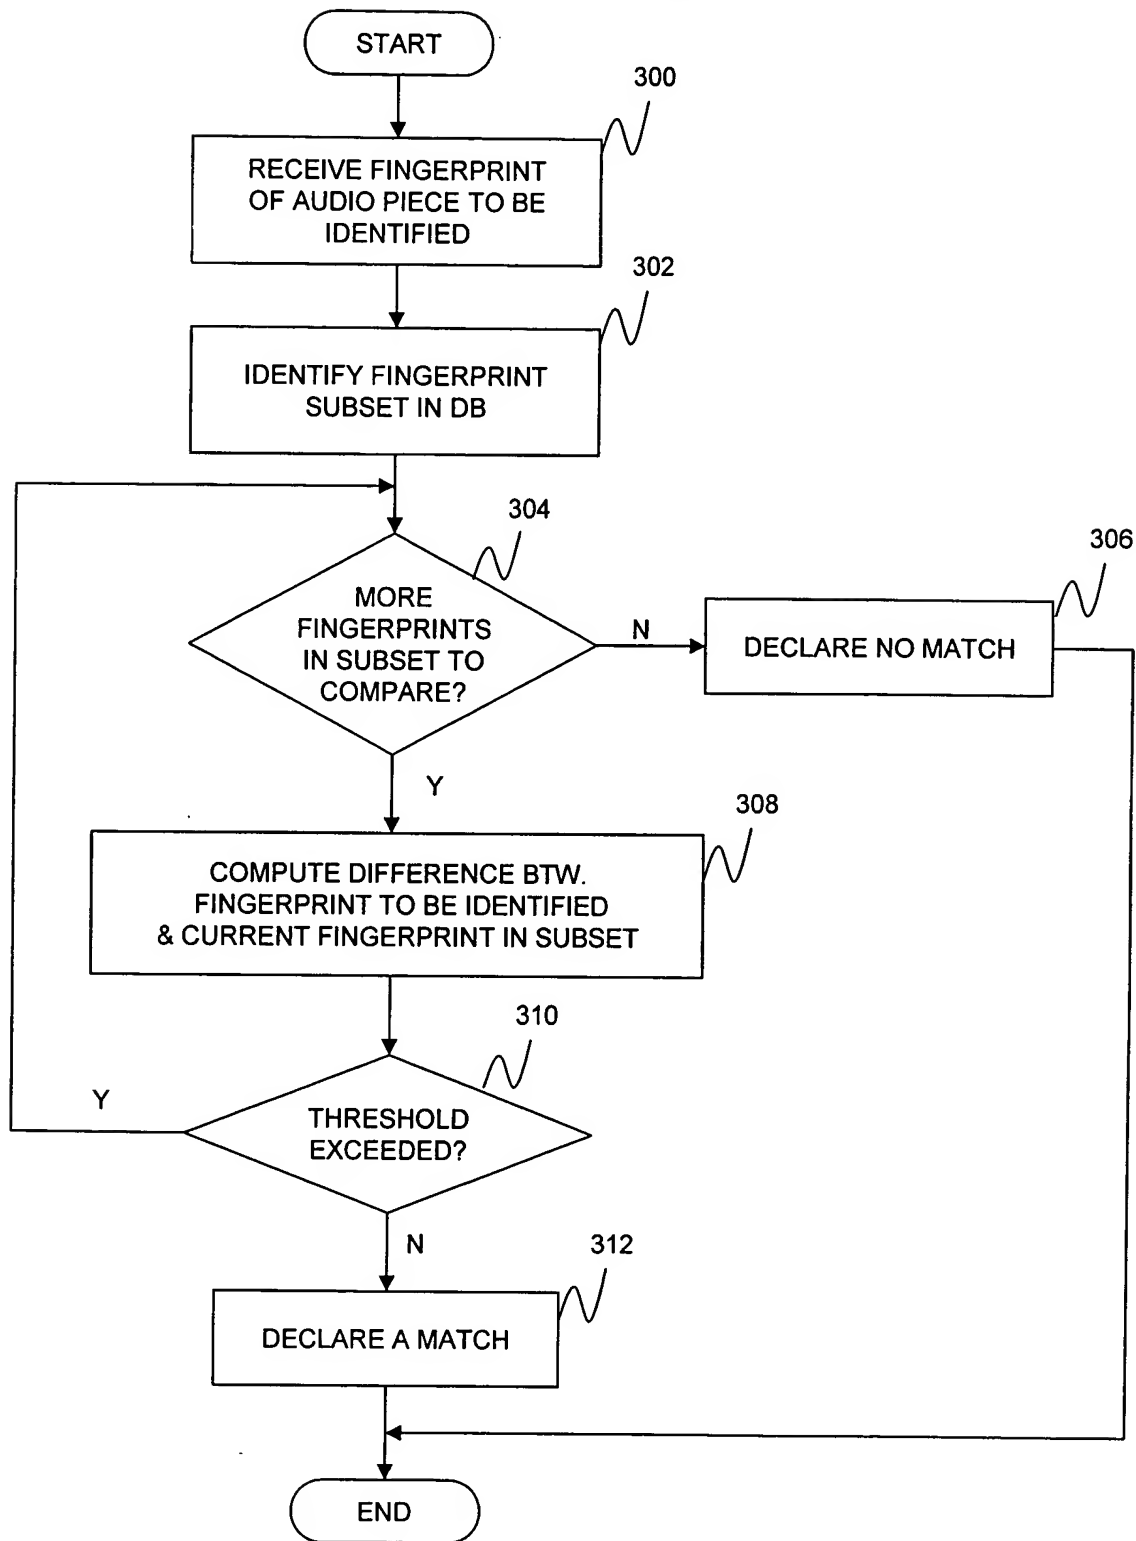 START
300
RECEIVE FINGERPRINT
OF AUDIO PIECE TO BE
IDENTIFIED
302
IDENTIFY FINGERPRINT
SUBSET IN DB
304
MORE
FINGERPRINTS
IN SUBSET TO
COMPARE?
N
306
DECLARE NO MATCH
Y
308
COMPUTE DIFFERENCE BTW.
FINGERPRINT TO BE IDENTIFIED
& CURRENT FINGERPRINT IN SUBSET
310
Y
THRESHOLD
EXCEEDED?
N
312
DECLARE A MATCH
END